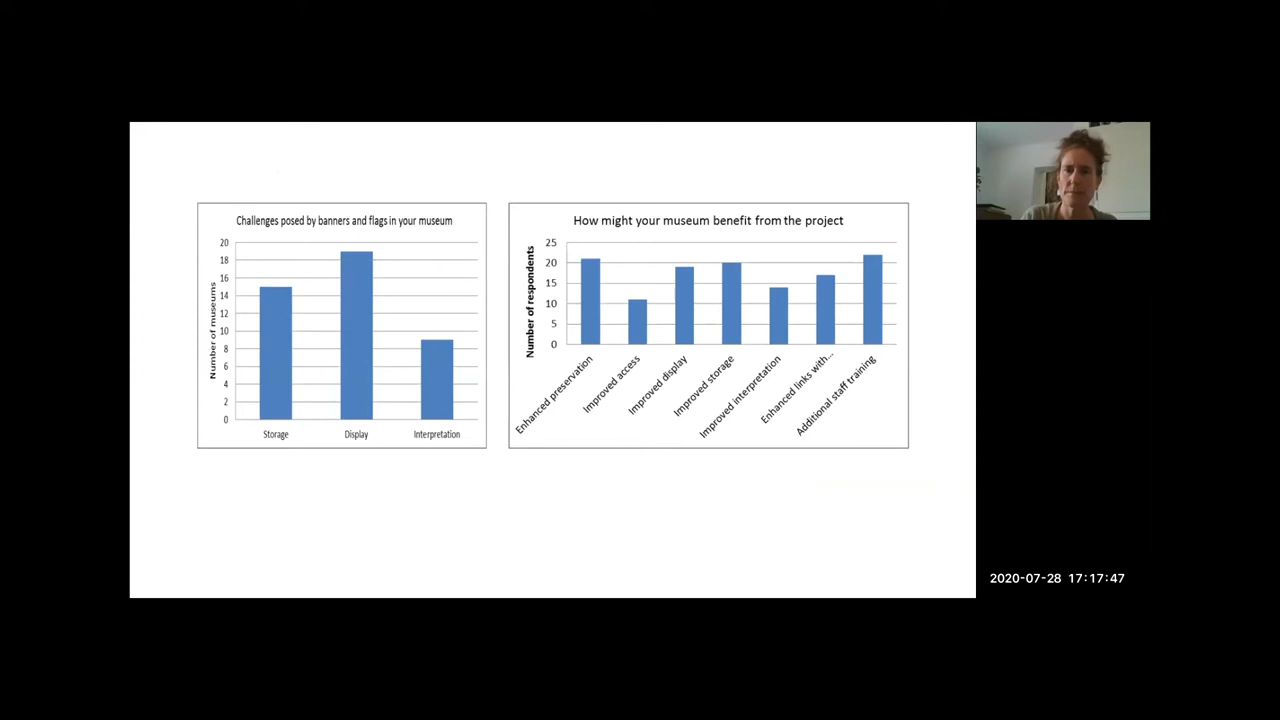 Challenges posed by banners and flags in your museum
Number of museums
20
18
16
14
12
10
8
6
4
2
0
Storage
Display
Interpretation
How might your museum benefit from the project
Number of respondents
25
20
15
10
5
0
Enhanced preservation
Improved access
Improved display
Improved storage
Improved interpretation
Enhanced links with...
Additional staff training
2020-07-28 17:17:47